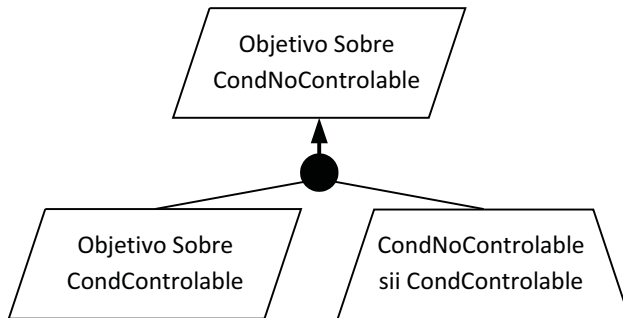 Objetivo Sobre
CondNoControlable
Objetivo Sobre
CondControlable
CondNoControlable
sii CondControlable